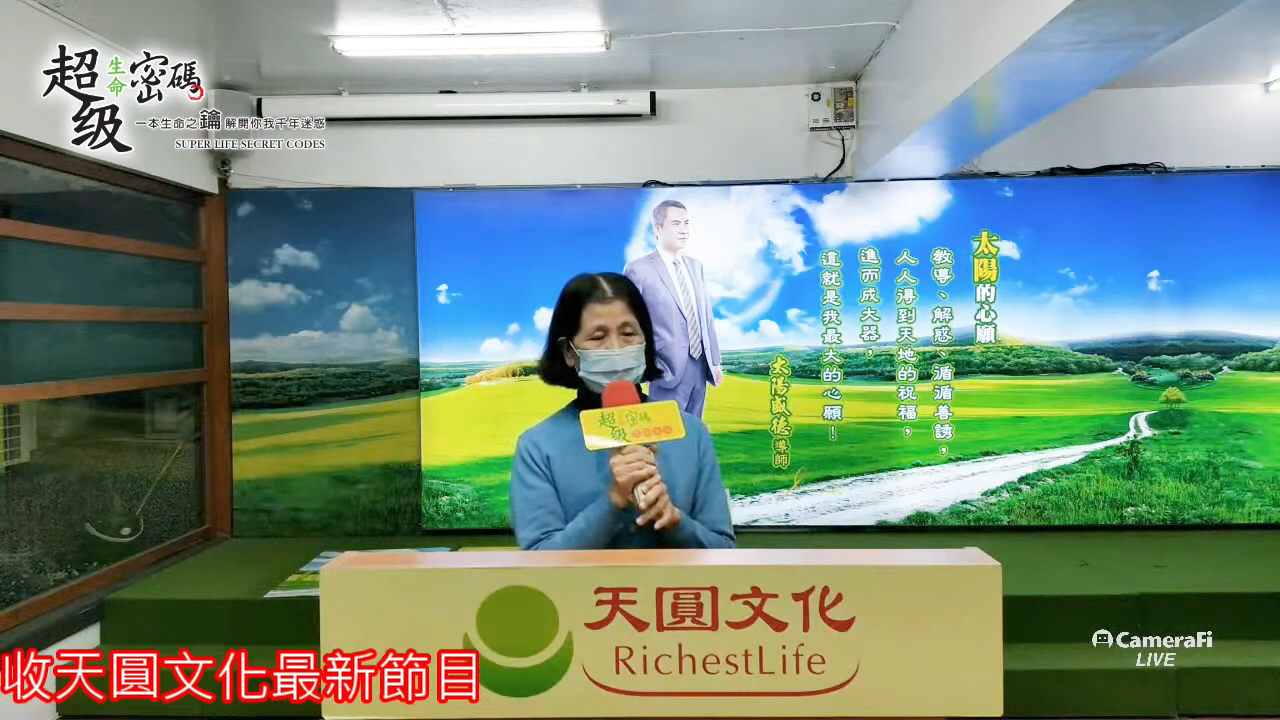 超級生命密碼
一本生命之鑰 解開你我千年迷惑
SUPER LIFE SECRET CODES
太陽的心願
教導、解惑、循循善誘，
人人得到天地的祝福，
進而成大器，
這就是我最大的心願！
太陽盛德導師
超級密碼
天圓文化
RichestLife
CameraFi
LIVE
收天圓文化最新節目